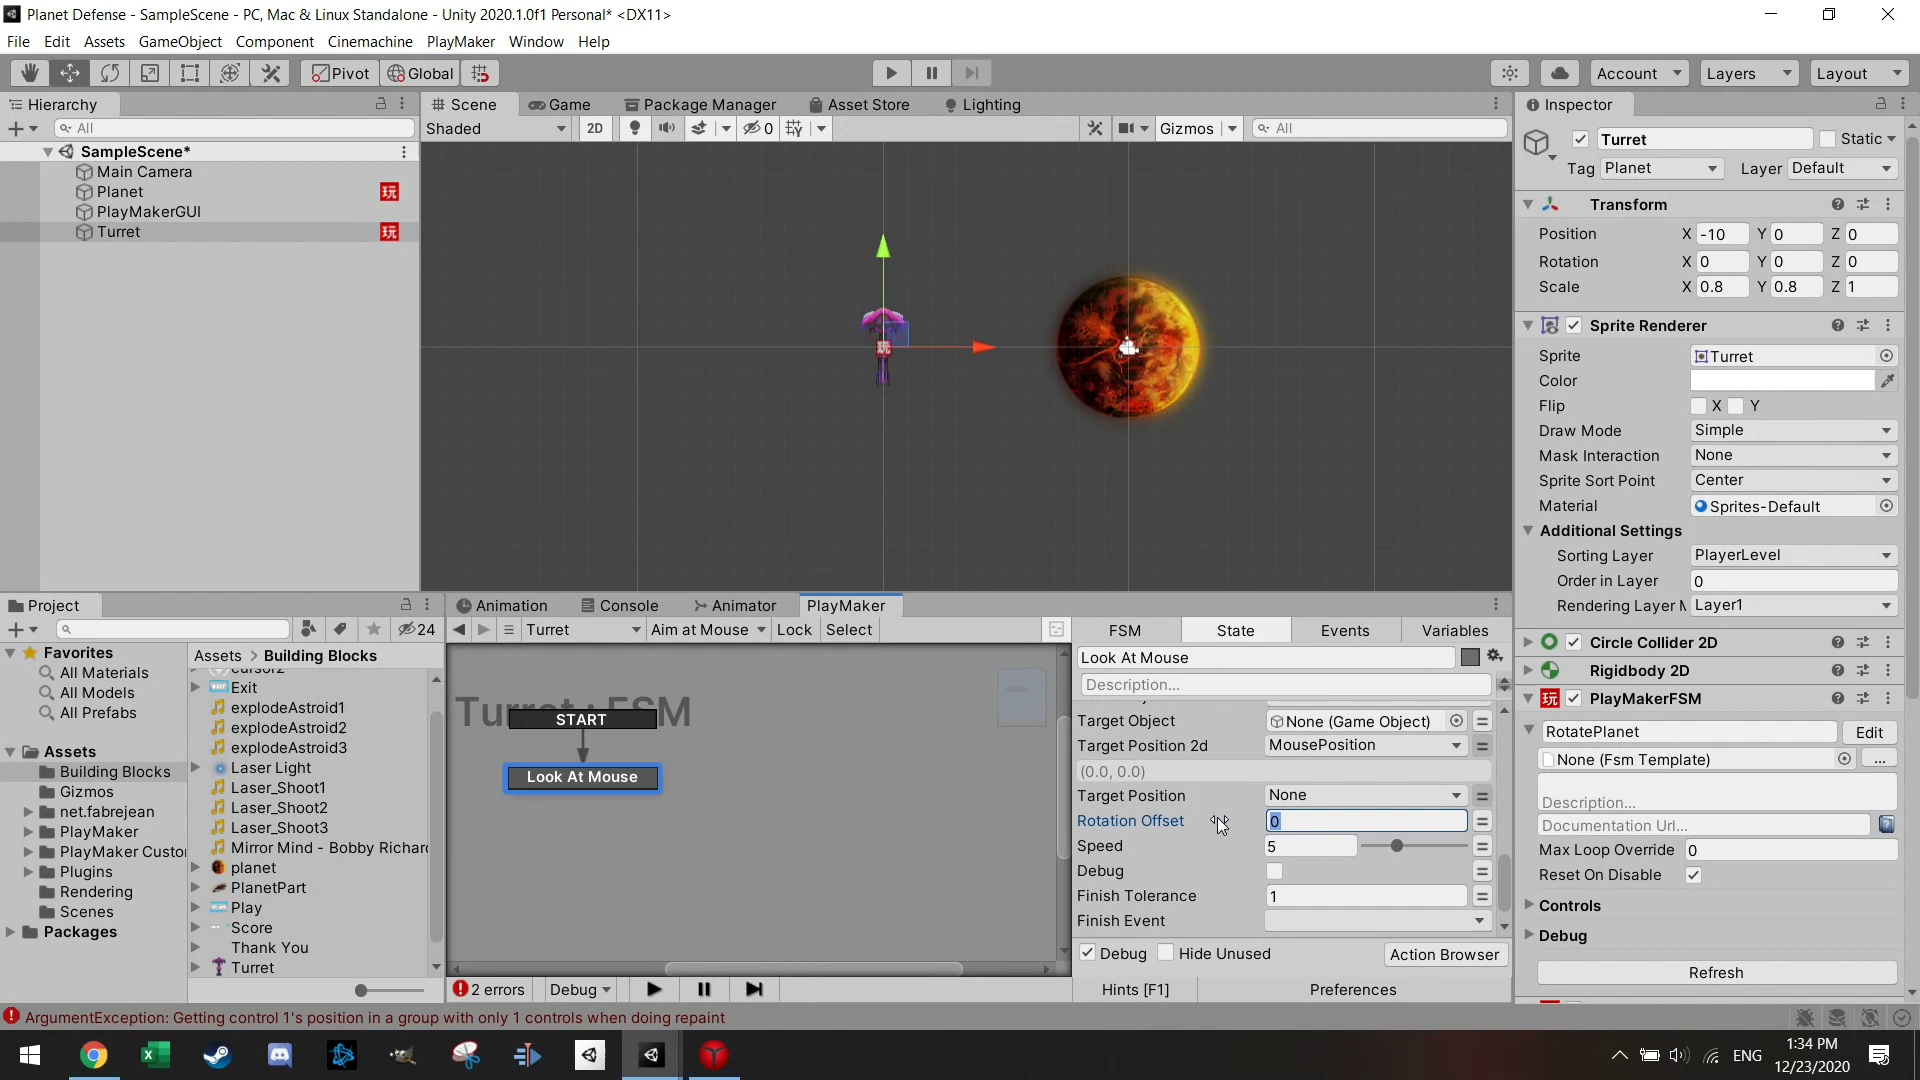 Planet Defense - SampleScene - PC, Mac & Linux Standalone - Unity 2020.1.0f1 Personal* <DX11>
File Edit Assets GameObject Component Cinemachine PlayMaker Window Help
Pivot Global Account Layers Layout
Hierarchy
All
SampleScene*
Main Camera
Planet 玩
PlayMakerGUI
Turret 玩
Scene Game Package Manager Asset Store Lighting
Shaded 2D 0 Gizmos All
玩
Inspector
Turret Static
Tag Planet Layer Default
Transform
Position X -10 Y 0 Z 0
Rotation X 0 Y 0 Z 0
Scale X 0.8 Y 0.8 Z 1
Sprite Renderer
Sprite Turret
Color
Flip X Y
Draw Mode Simple
Mask Interaction None
Sprite Sort Point Center
Material Sprites-Default
Additional Settings
Sorting Layer PlayerLevel
Order in Layer 0
Rendering Layer M Layer1
Circle Collider 2D
Rigidbody 2D
玩 PlayMakerFSM
RotatePlanet Edit
None (Fsm Template) ...
Description...
Documentation Url...
Max Loop Override 0
Reset On Disable
Controls
Debug
Refresh
Project
24
Favorites
All Materials
All Models
All Prefabs
Assets
Building Blocks
Gizmos
net.fabrejean
PlayMaker
PlayMaker Custo
Plugins
Rendering
Scenes
Packages
Assets > Building Blocks
cursor2
Exit
explodeAstroid1
explodeAstroid2
explodeAstroid3
Laser Light
Laser_Shoot1
Laser_Shoot2
Laser_Shoot3
Mirror Mind - Bobby Richar
planet
PlanetPart
Play
Score
Thank You
Turret
Animation Console Animator PlayMaker
Turret Aim at Mouse Lock Select
Turret : FSM
START
Look At Mouse
2 errors Debug
FSM State Events Variables
Look At Mouse
Description...
Target Object None (Game Object)
Target Position 2d MousePosition
(0.0, 0.0)
Target Position None
Rotation Offset 0
Speed 5
Debug
Finish Tolerance 1
Finish Event
Debug Hide Unused Action Browser
Hints [F1] Preferences
ArgumentException: Getting control 1's position in a group with only 1 controls when doing repaint
ENG
1:34 PM
12/23/2020